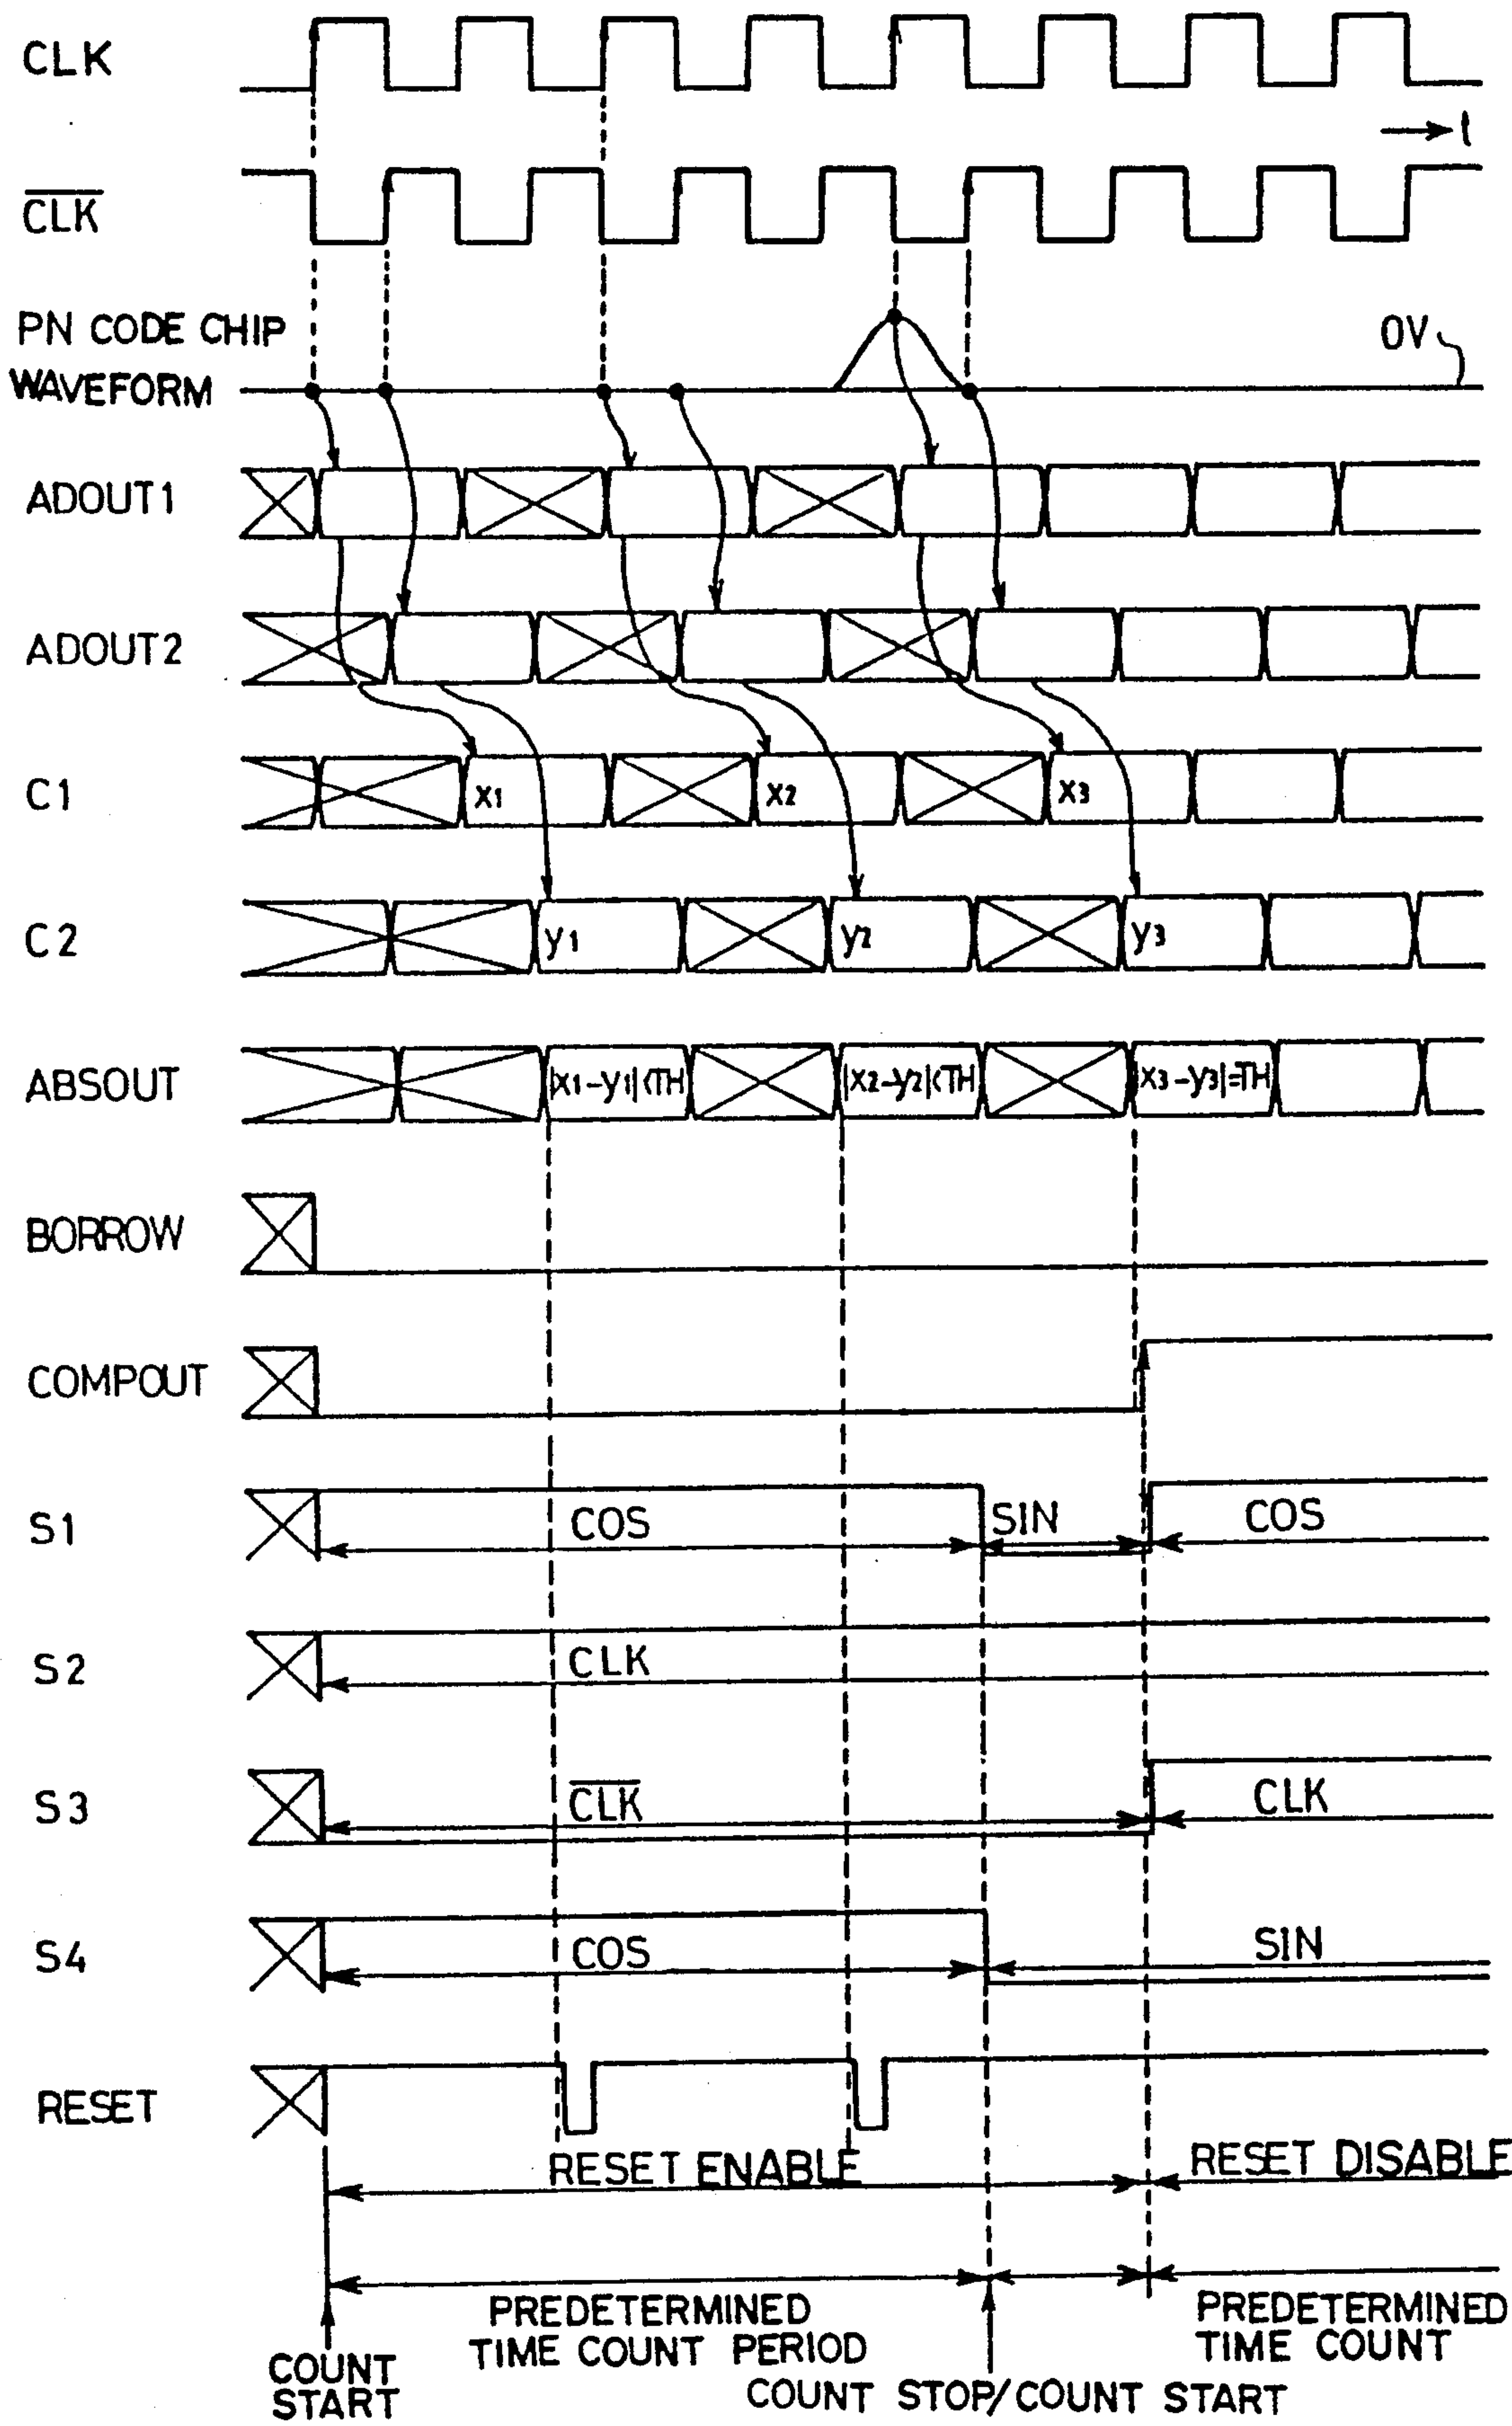 CLK
t
C̅L̅K̅
PN CODE CHIP
WAVEFORM
0V
ADOUT1
ADOUT2
C1
x1
x2
x3
C2
y1
y2
y3
ABSOUT
|x1-y1|<TH
|x2-y2|<TH
|x3-y3|=TH
BORROW
COMPOUT
S1
COS
SIN
COS
S2
CLK
S3
C̅L̅K̅
CLK
S4
COS
SIN
RESET
RESET ENABLE
RESET DISABLE
PREDETERMINED
TIME COUNT PERIOD
PREDETERMINED
TIME COUNT
COUNT
START
COUNT STOP/COUNT START